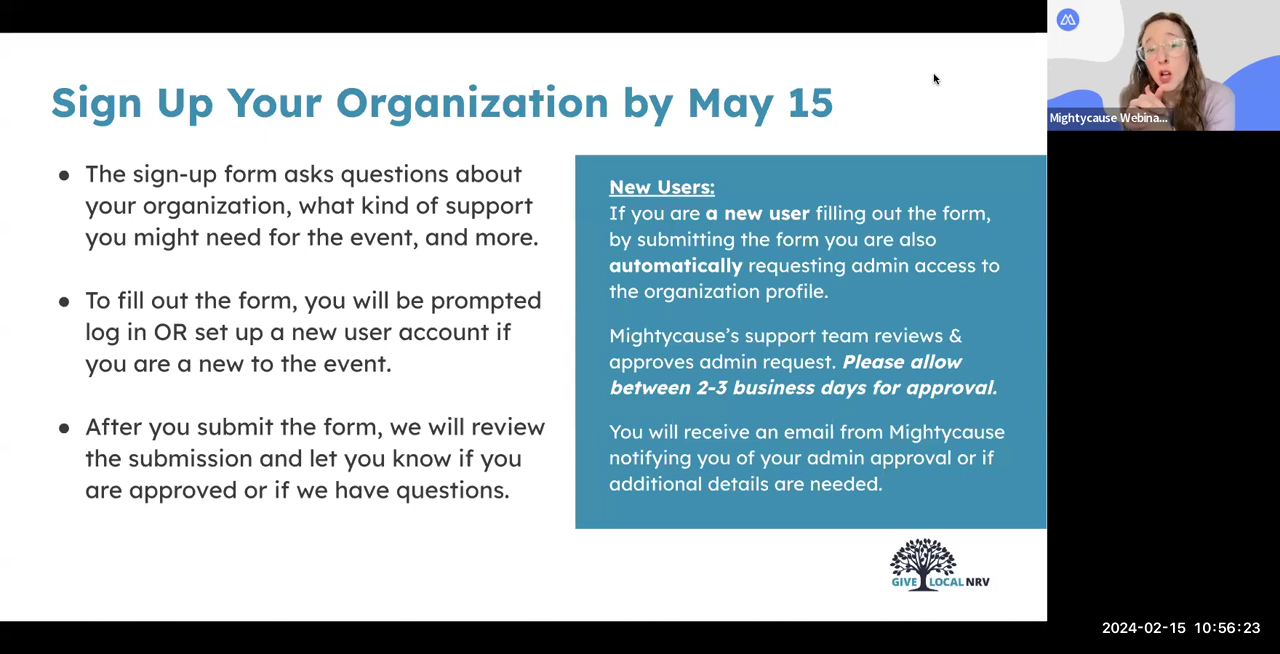 Sign Up Your Organization by May 15
● The sign-up form asks questions about
your organization, what kind of support
you might need for the event, and more.
● To fill out the form, you will be prompted
log in OR set up a new user account if
you are a new to the event.
● After you submit the form, we will review
the submission and let you know if you
are approved or if we have questions.
New Users:
If you are a new user filling out the form,
by submitting the form you are also
automatically requesting admin access to
the organization profile.
Mightycause’s support team reviews &
approves admin request. Please allow
between 2-3 business days for approval.
You will receive an email from Mightycause
notifying you of your admin approval or if
additional details are needed.
GIVE LOCAL NRV
Mightycause Webina...
2024-02-15 10:56:23